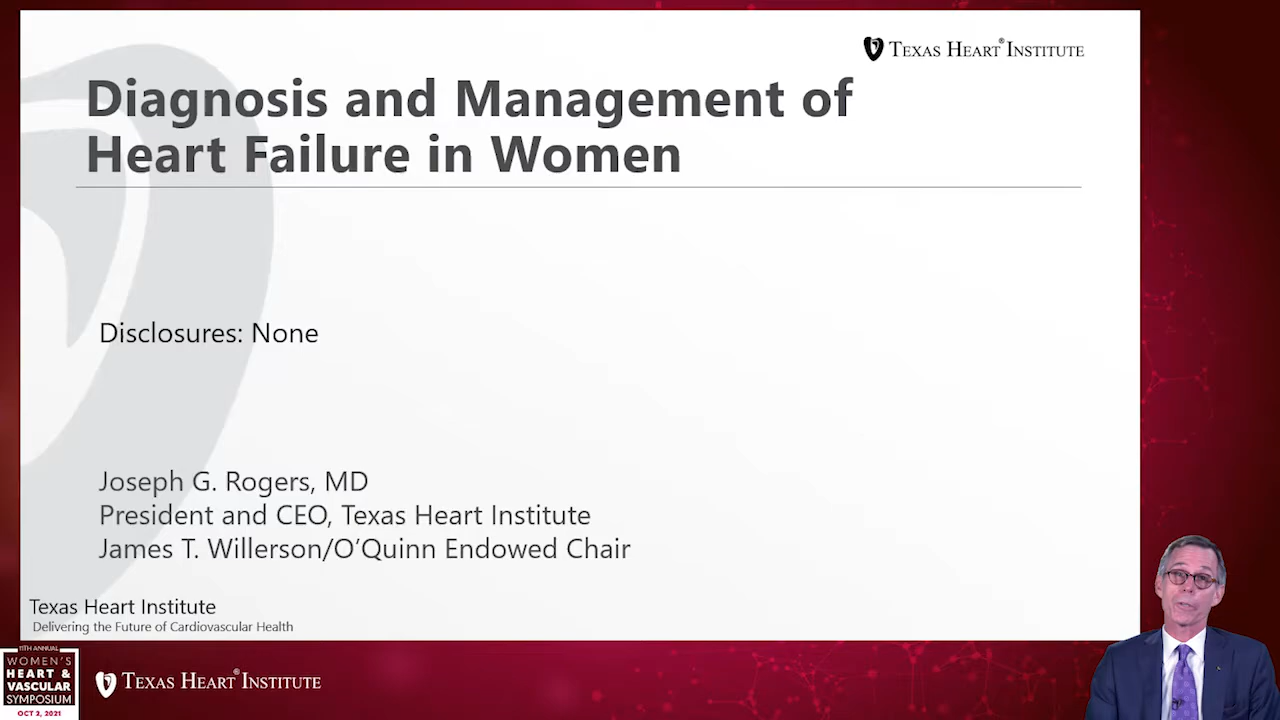 TEXAS HEART® INSTITUTE
Diagnosis and Management of
Heart Failure in Women
Disclosures: None
Joseph G. Rogers, MD
President and CEO, Texas Heart Institute
James T. Willerson/O’Quinn Endowed Chair
Texas Heart Institute
Delivering the Future of Cardiovascular Health
11TH ANNUAL
WOMEN'S
HEART &
VASCULAR
SYMPOSIUM
OCT 2, 2021
TEXAS HEART® INSTITUTE